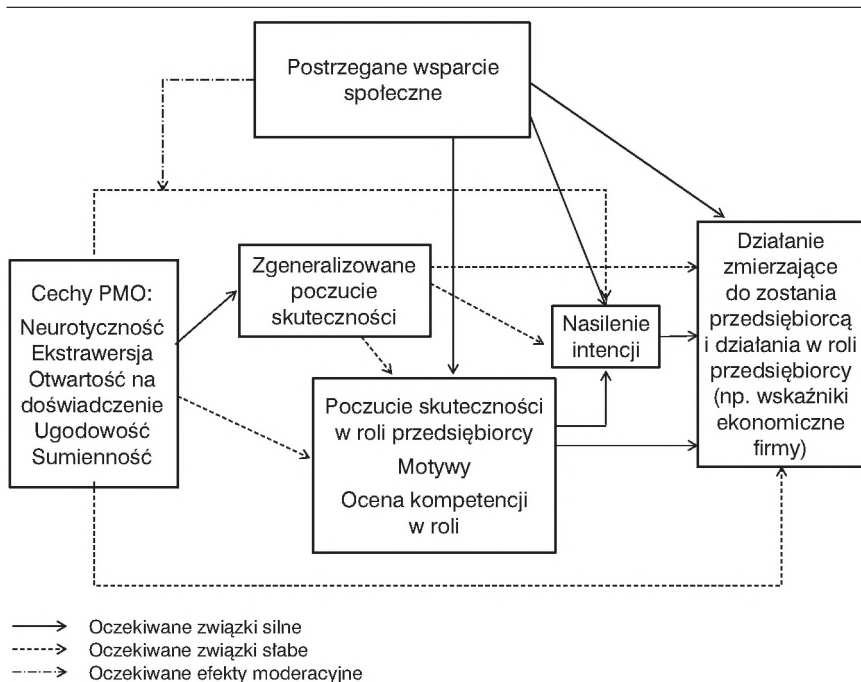 Postrzegane wsparcie
społeczne
Cechy PMO:
Neurotyczność
Ekstrawersja
Otwartość na
doświadczenie
Ugodowość
Sumienność
Zgeneralizowane
poczucie
skuteczności
Poczucie skuteczności
w roli przedsiębiorcy
Motywy
Ocena kompetencji
w roli
Nasilenie
intencji
Działanie
zmierzające
do zostania
przedsiębiorcą
i działania w roli
przedsiębiorcy
(np. wskaźniki
ekonomiczne
firmy)
Oczekiwane związki silne
Oczekiwane związki słabe
Oczekiwane efekty moderacyjne